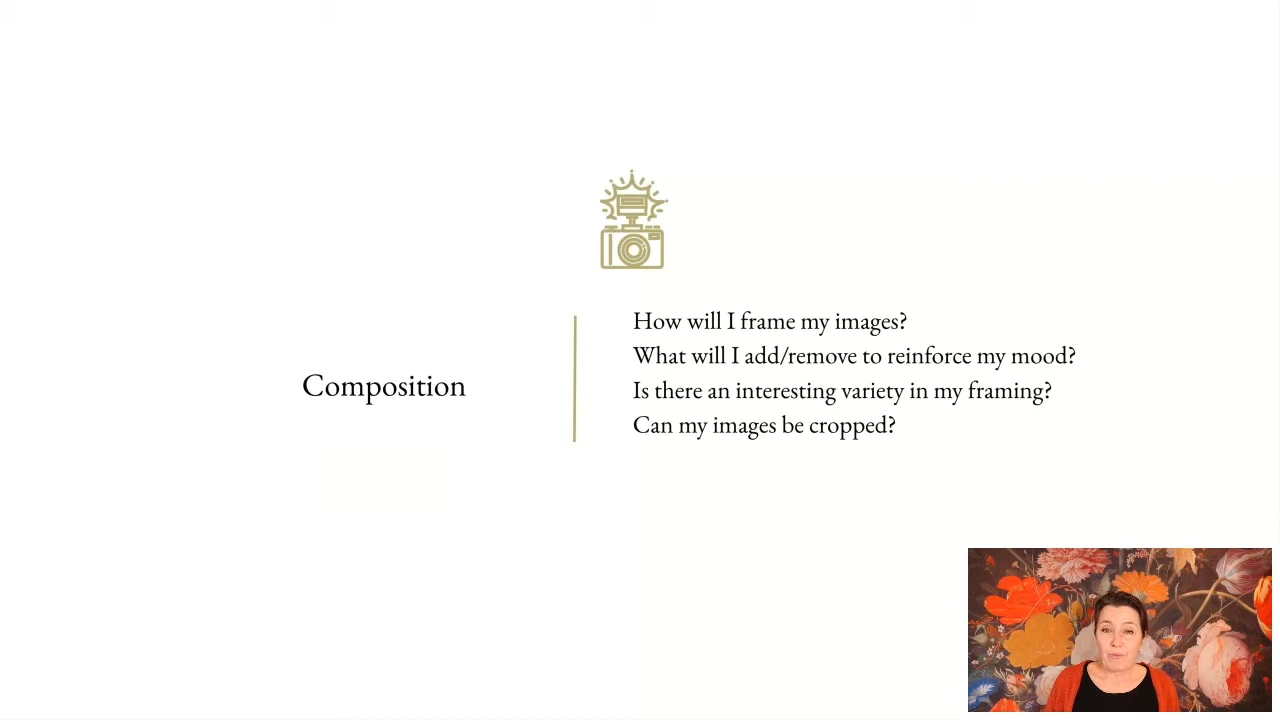 Composition
How will I frame my images?
What will I add/remove to reinforce my mood?
Is there an interesting variety in my framing?
Can my images be cropped?